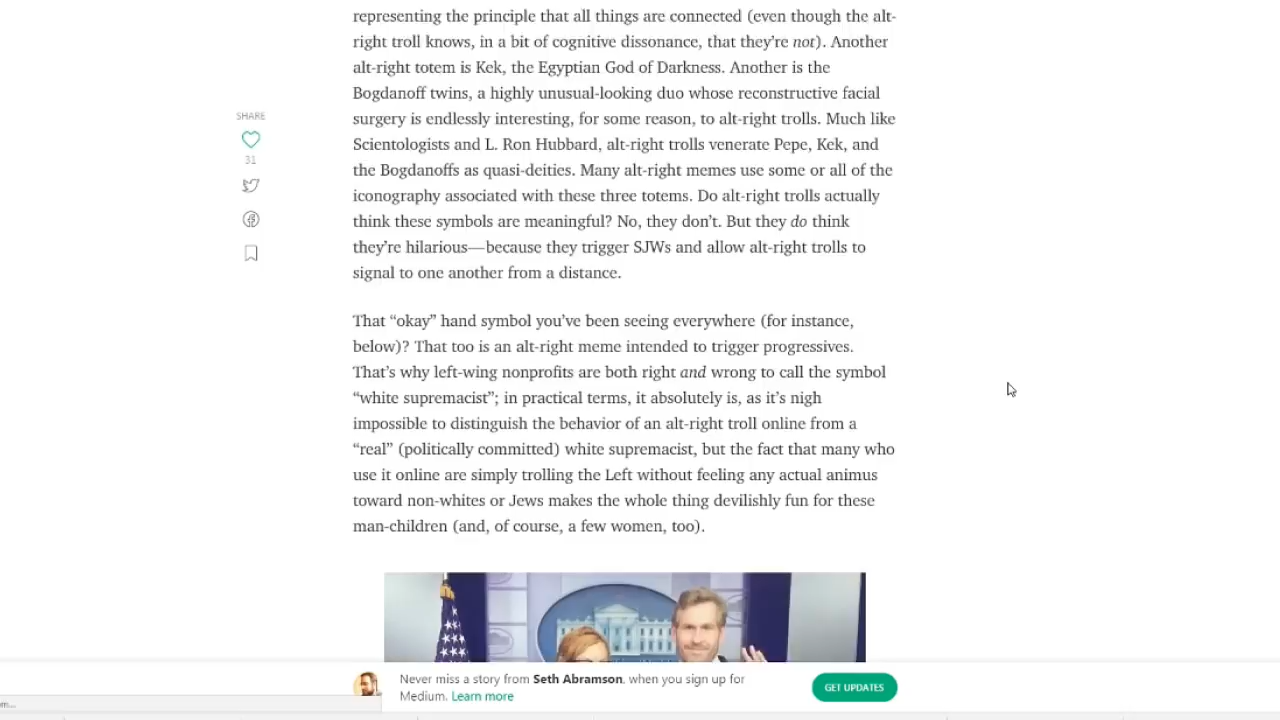 representing the principle that all things are connected (even though the alt-
right troll knows, in a bit of cognitive dissonance, that they're not). Another
alt-right totem is Kek, the Egyptian God of Darkness. Another is the
Bogdanoff twins, a highly unusual-looking duo whose reconstructive facial
surgery is endlessly interesting, for some reason, to alt-right trolls. Much like
Scientologists and L. Ron Hubbard, alt-right trolls venerate Pepe, Kek, and
the Bogdanoffs as quasi-deities. Many alt-right memes use some or all of the
iconography associated with these three totems. Do alt-right trolls actually
think these symbols are meaningful? No, they don't. But they do think
they're hilarious—because they trigger SJWs and allow alt-right trolls to
signal to one another from a distance.
That “okay” hand symbol you've been seeing everywhere (for instance,
below)? That too is an alt-right meme intended to trigger progressives.
That's why left-wing nonprofits are both right and wrong to call the symbol
“white supremacist”; in practical terms, it absolutely is, as it's nigh
impossible to distinguish the behavior of an alt-right troll online from a
“real” (politically committed) white supremacist, but the fact that many who
use it online are simply trolling the Left without feeling any actual animus
toward non-whites or Jews makes the whole thing devilishly fun for these
man-children (and, of course, a few women, too).
SHARE
31
Never miss a story from Seth Abramson, when you sign up for
Medium. Learn more
GET UPDATES